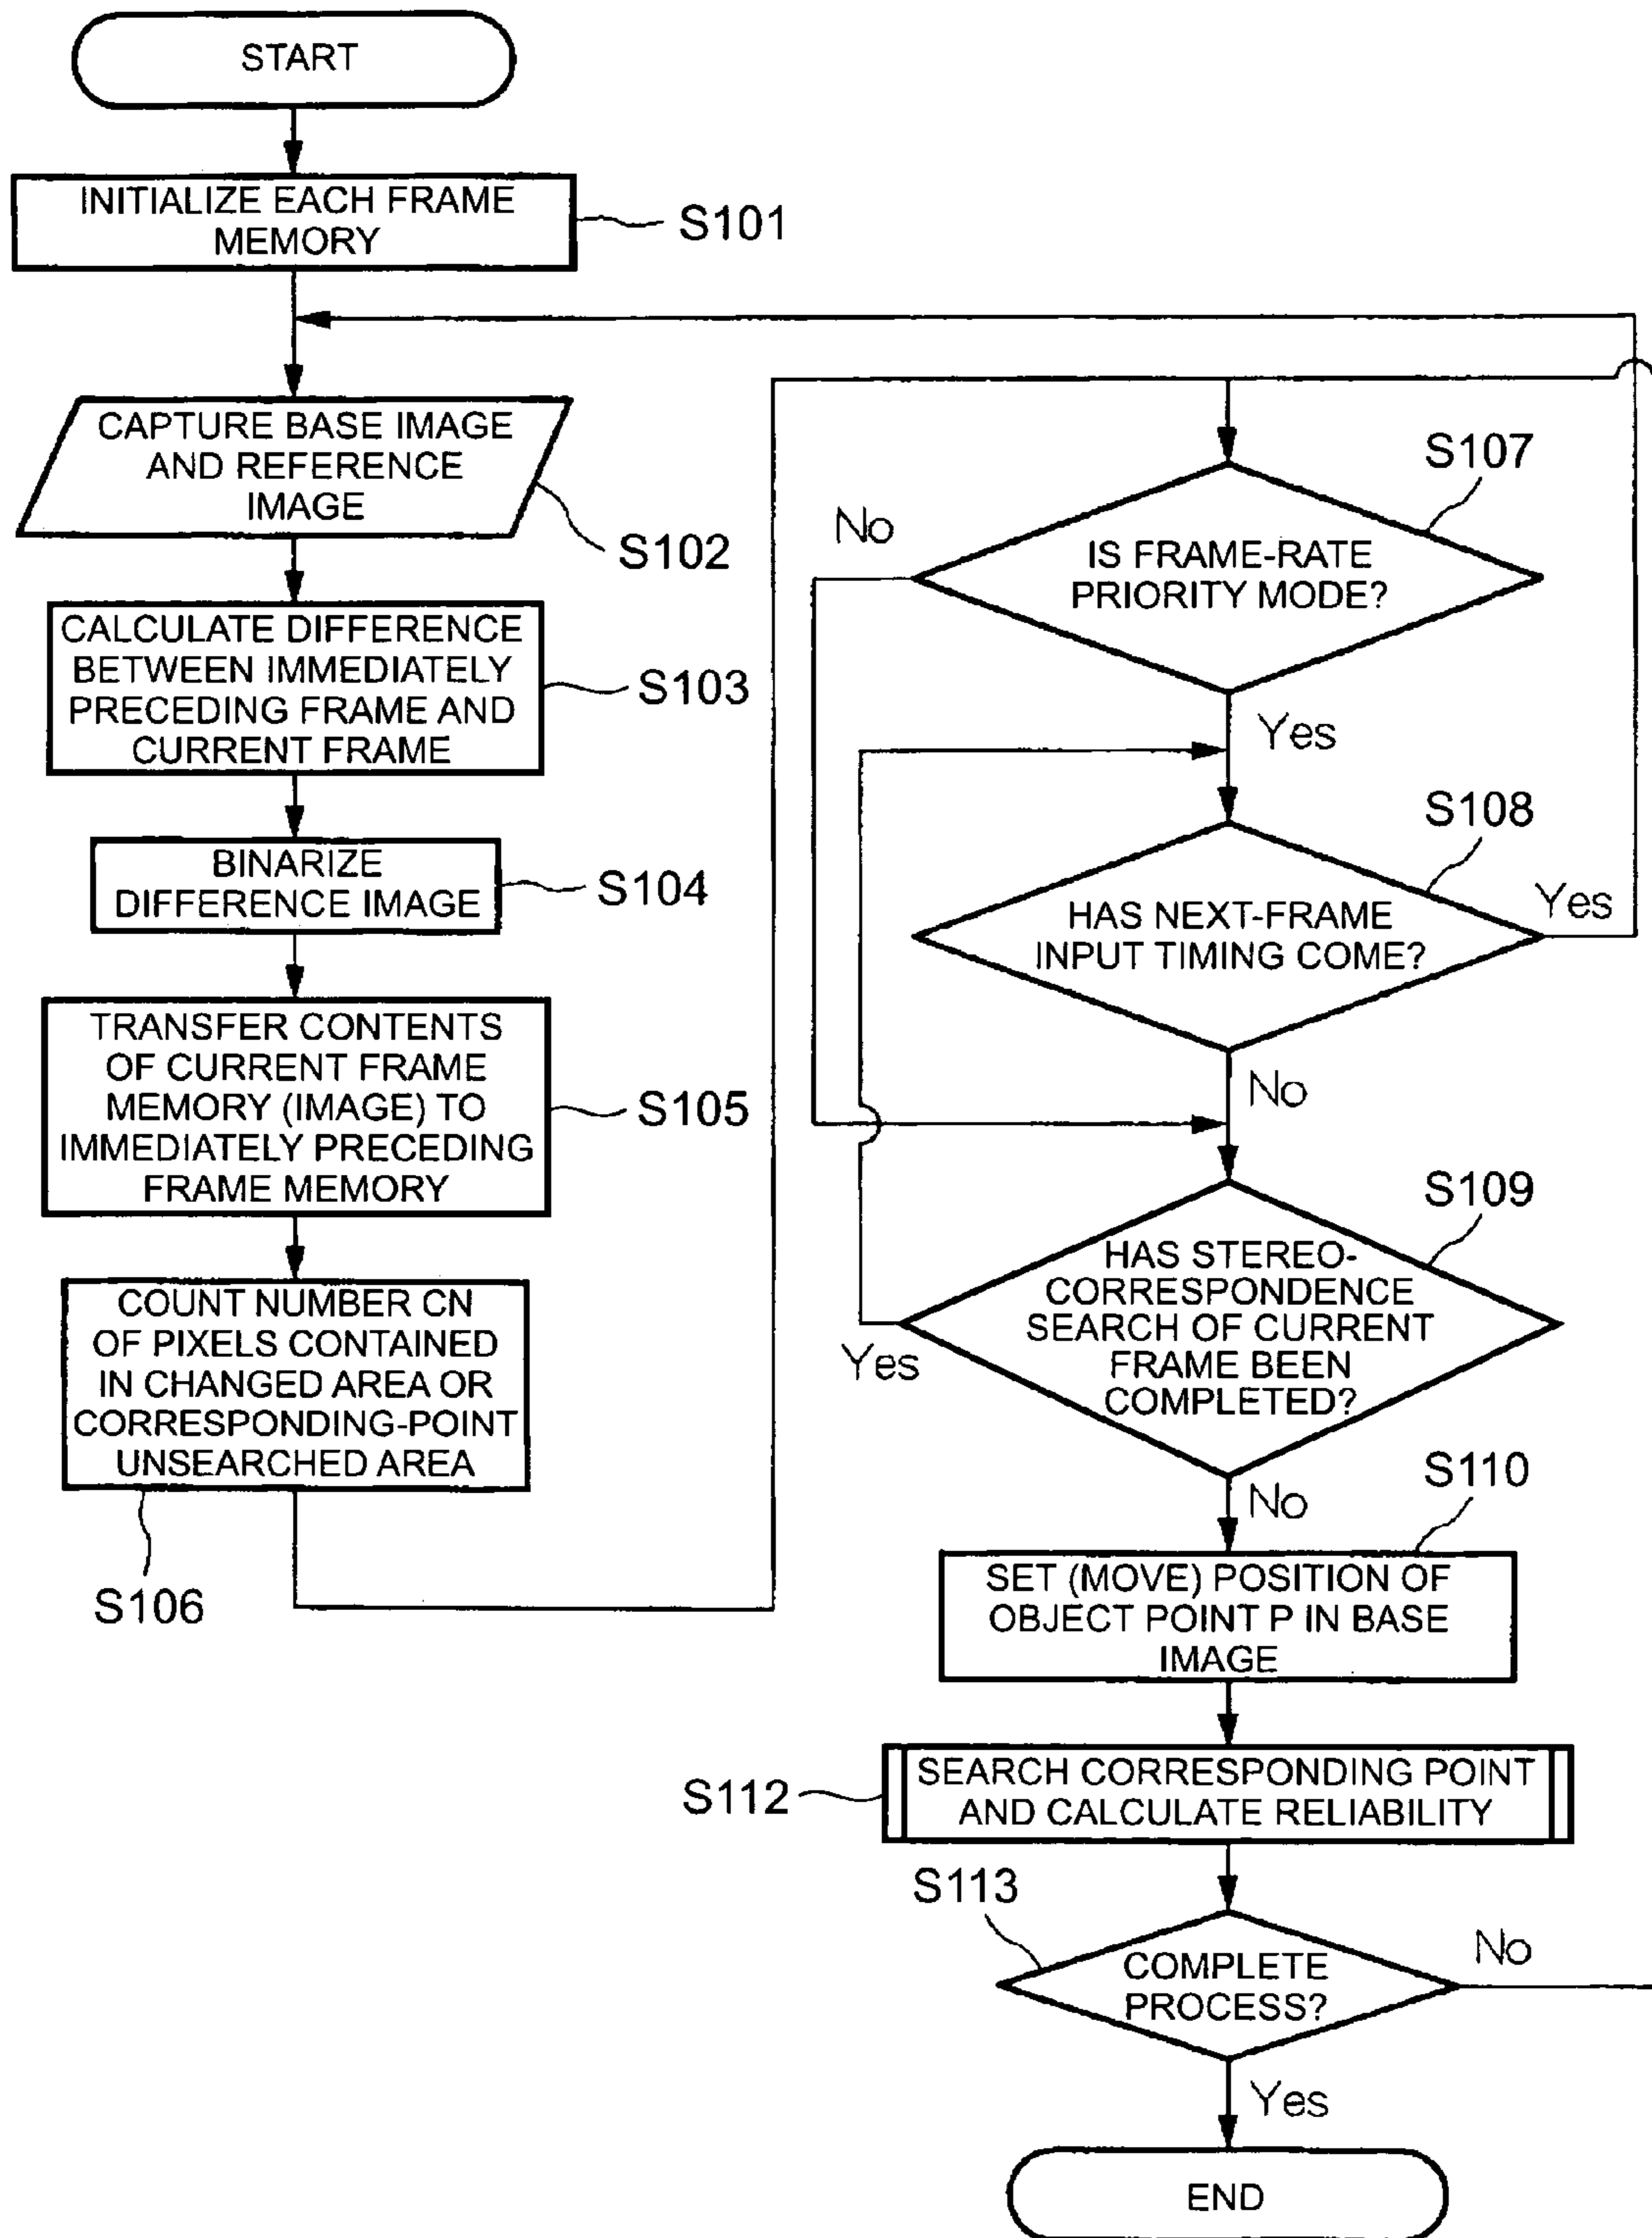 START
INITIALIZE EACH FRAME
MEMORY
S101
CAPTURE BASE IMAGE
AND REFERENCE
IMAGE
S102
CALCULATE DIFFERENCE
BETWEEN IMMEDIATELY
PRECEDING FRAME AND
CURRENT FRAME
S103
BINARIZE
DIFFERENCE IMAGE
S104
TRANSFER CONTENTS
OF CURRENT FRAME
MEMORY (IMAGE) TO
IMMEDIATELY PRECEDING
FRAME MEMORY
S105
COUNT NUMBER CN
OF PIXELS CONTAINED
IN CHANGED AREA OR
CORRESPONDING-POINT
UNSEARCHED AREA
S106
S107
No
IS FRAME-RATE
PRIORITY MODE?
Yes
S108
HAS NEXT-FRAME
INPUT TIMING COME?
Yes
No
S109
HAS STEREO-
CORRESPONDENCE
SEARCH OF CURRENT
FRAME BEEN
COMPLETED?
Yes
No
S110
SET (MOVE) POSITION OF
OBJECT POINT P IN BASE
IMAGE
S112
SEARCH CORRESPONDING POINT
AND CALCULATE RELIABILITY
S113
COMPLETE
PROCESS?
No
Yes
END